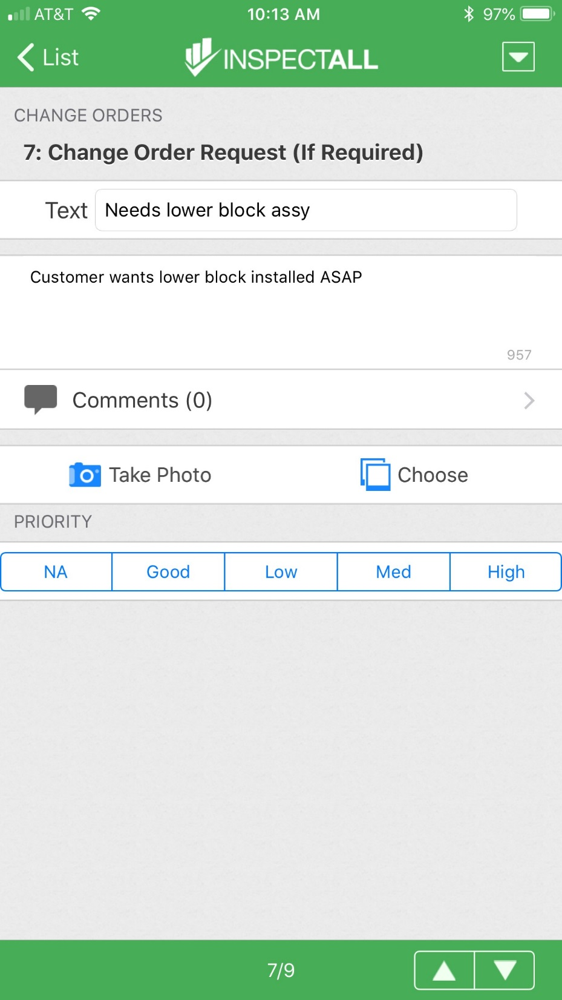 AT&T 10:13 AM 97%
List INSPECTALL
CHANGE ORDERS
7: Change Order Request (If Required)
Text Needs lower block assy
Customer wants lower block installed ASAP
957
Comments (0)
Take Photo Choose
PRIORITY
NA Good Low Med High
7/9